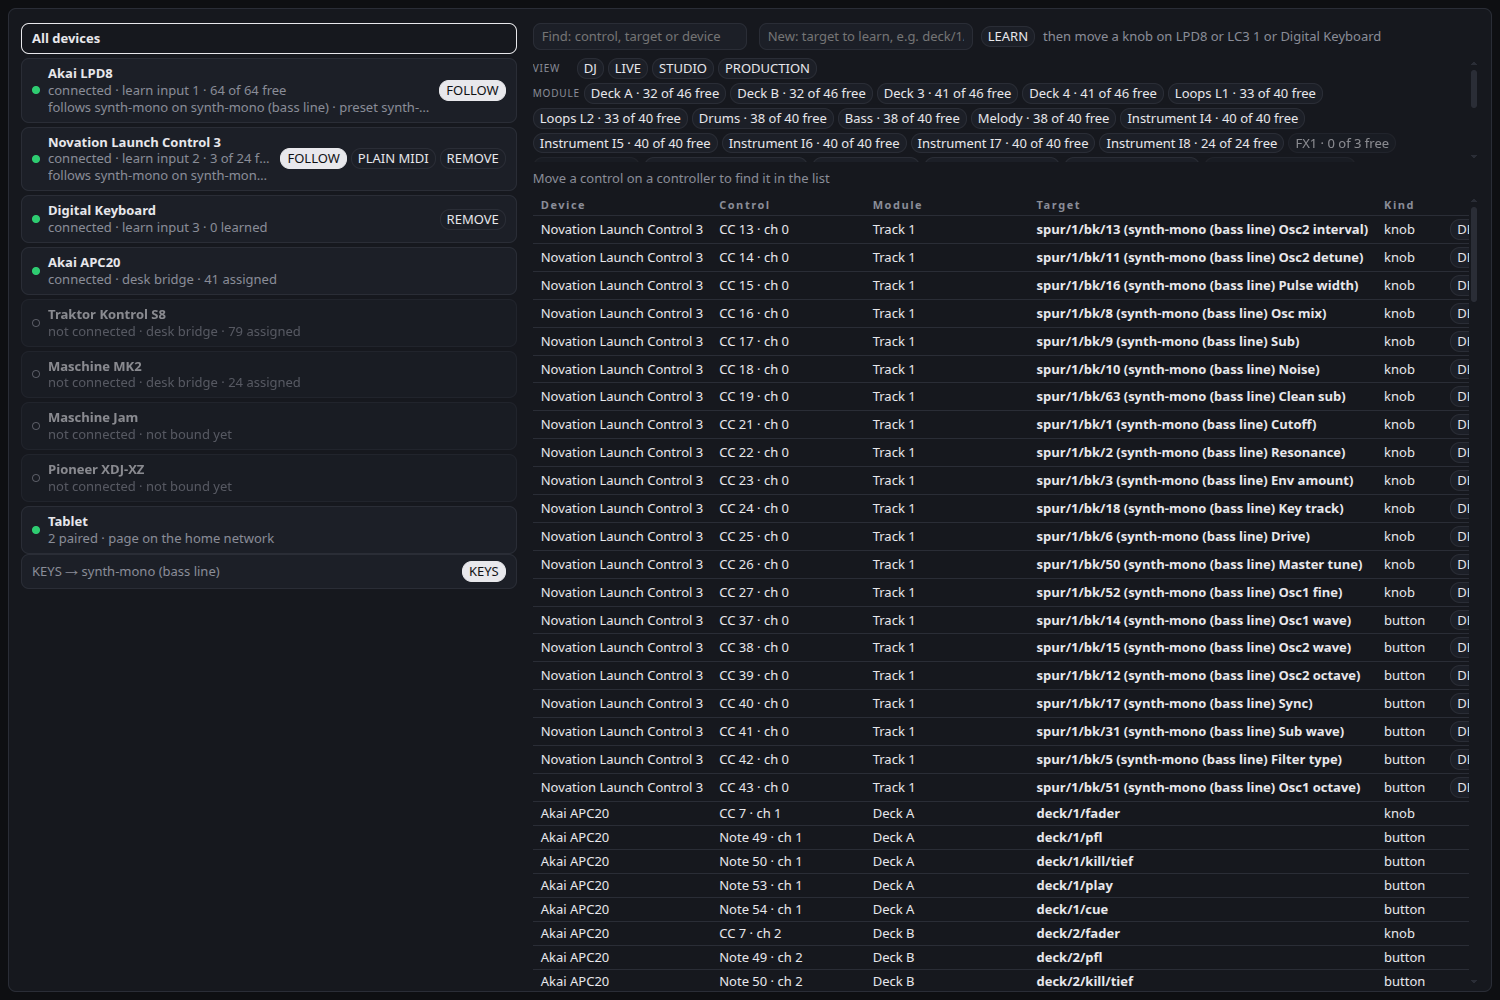 All devices
Akai LPD8
connected · learn input 1 · 64 of 64 free
follows synth-mono on synth-mono (bass line) · preset synth-...
FOLLOW
Novation Launch Control 3
connected · learn input 2 · 3 of 24 f...
follows synth-mono on synth-mon...
FOLLOW PLAIN MIDI REMOVE
Digital Keyboard
connected · learn input 3 · 0 learned
REMOVE
Akai APC20
connected · desk bridge · 41 assigned
Traktor Kontrol S8
not connected · desk bridge · 79 assigned
Maschine MK2
not connected · desk bridge · 24 assigned
Maschine Jam
not connected · not bound yet
Pioneer XDJ-XZ
not connected · not bound yet
Tablet
2 paired · page on the home network
KEYS → synth-mono (bass line) KEYS
Find: control, target or device New: target to learn, e.g. deck/1. LEARN then move a knob on LPD8 or LC3 1 or Digital Keyboard
VIEW DJ LIVE STUDIO PRODUCTION
MODULE Deck A · 32 of 46 free Deck B · 32 of 46 free Deck 3 · 41 of 46 free Deck 4 · 41 of 46 free Loops L1 · 33 of 40 free
Loops L2 · 33 of 40 free Drums · 38 of 40 free Bass · 38 of 40 free Melody · 38 of 40 free Instrument I4 · 40 of 40 free
Instrument I5 · 40 of 40 free Instrument I6 · 40 of 40 free Instrument I7 · 40 of 40 free Instrument I8 · 24 of 24 free FX1 · 0 of 3 free
Move a control on a controller to find it in the list
Device Control Module Target Kind
Novation Launch Control 3 CC 13 · ch 0 Track 1 spur/1/bk/13 (synth-mono (bass line) Osc2 interval) knob
Novation Launch Control 3 CC 14 · ch 0 Track 1 spur/1/bk/11 (synth-mono (bass line) Osc2 detune) knob
Novation Launch Control 3 CC 15 · ch 0 Track 1 spur/1/bk/16 (synth-mono (bass line) Pulse width) knob
Novation Launch Control 3 CC 16 · ch 0 Track 1 spur/1/bk/8 (synth-mono (bass line) Osc mix) knob
Novation Launch Control 3 CC 17 · ch 0 Track 1 spur/1/bk/9 (synth-mono (bass line) Sub) knob
Novation Launch Control 3 CC 18 · ch 0 Track 1 spur/1/bk/10 (synth-mono (bass line) Noise) knob
Novation Launch Control 3 CC 19 · ch 0 Track 1 spur/1/bk/63 (synth-mono (bass line) Clean sub) knob
Novation Launch Control 3 CC 21 · ch 0 Track 1 spur/1/bk/1 (synth-mono (bass line) Cutoff) knob
Novation Launch Control 3 CC 22 · ch 0 Track 1 spur/1/bk/2 (synth-mono (bass line) Resonance) knob
Novation Launch Control 3 CC 23 · ch 0 Track 1 spur/1/bk/3 (synth-mono (bass line) Env amount) knob
Novation Launch Control 3 CC 24 · ch 0 Track 1 spur/1/bk/18 (synth-mono (bass line) Key track) knob
Novation Launch Control 3 CC 25 · ch 0 Track 1 spur/1/bk/6 (synth-mono (bass line) Drive) knob
Novation Launch Control 3 CC 26 · ch 0 Track 1 spur/1/bk/50 (synth-mono (bass line) Master tune) knob
Novation Launch Control 3 CC 27 · ch 0 Track 1 spur/1/bk/52 (synth-mono (bass line) Osc1 fine) knob
Novation Launch Control 3 CC 37 · ch 0 Track 1 spur/1/bk/14 (synth-mono (bass line) Osc1 wave) button
Novation Launch Control 3 CC 38 · ch 0 Track 1 spur/1/bk/15 (synth-mono (bass line) Osc2 wave) button
Novation Launch Control 3 CC 39 · ch 0 Track 1 spur/1/bk/12 (synth-mono (bass line) Osc2 octave) button
Novation Launch Control 3 CC 40 · ch 0 Track 1 spur/1/bk/17 (synth-mono (bass line) Sync) button
Novation Launch Control 3 CC 41 · ch 0 Track 1 spur/1/bk/31 (synth-mono (bass line) Sub wave) button
Novation Launch Control 3 CC 42 · ch 0 Track 1 spur/1/bk/5 (synth-mono (bass line) Filter type) button
Novation Launch Control 3 CC 43 · ch 0 Track 1 spur/1/bk/51 (synth-mono (bass line) Osc1 octave) button
Akai APC20 CC 7 · ch 1 Deck A deck/1/fader knob
Akai APC20 Note 49 · ch 1 Deck A deck/1/pfl button
Akai APC20 Note 50 · ch 1 Deck A deck/1/kill/tief button
Akai APC20 Note 53 · ch 1 Deck A deck/1/play button
Akai APC20 Note 54 · ch 1 Deck A deck/1/cue button
Akai APC20 CC 7 · ch 2 Deck B deck/2/fader knob
Akai APC20 Note 49 · ch 2 Deck B deck/2/pfl button
Akai APC20 Note 50 · ch 2 Deck B deck/2/kill/tief button